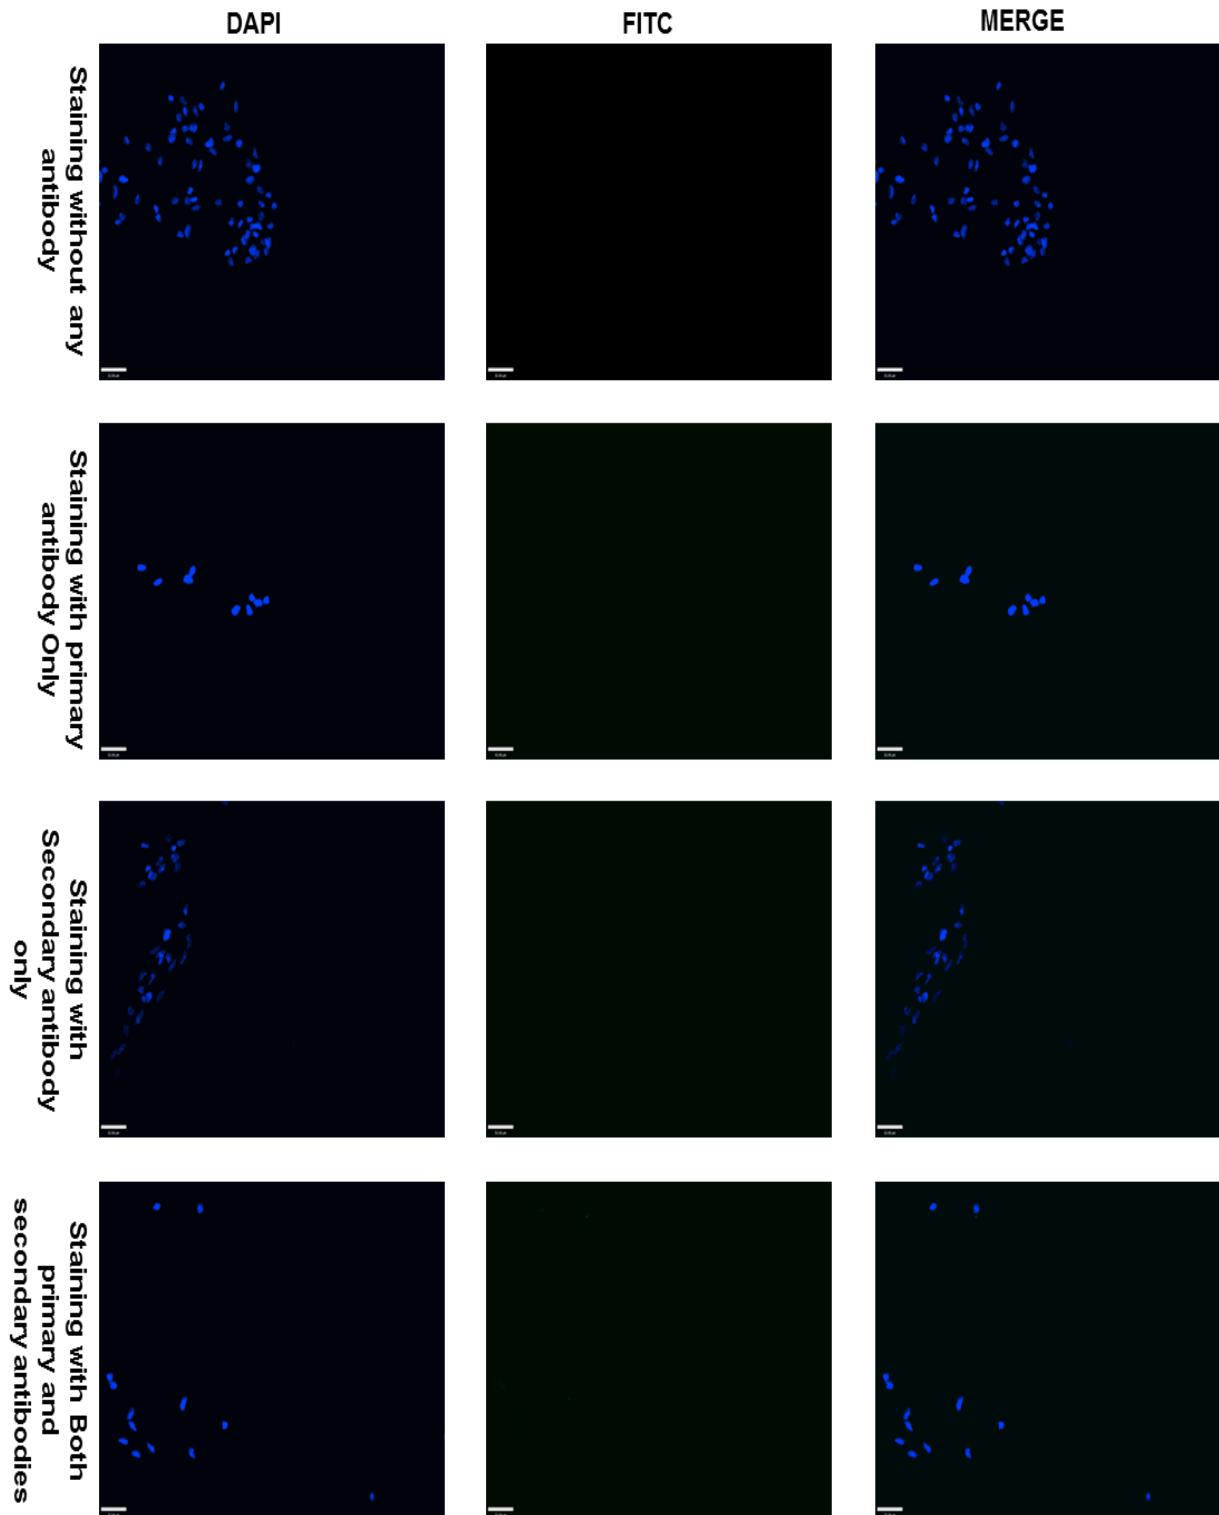 DAPI FITC MERGE
Staining without any
antibody
Staining with primary
antibody Only
Staining with
Secondary antibody
only
Staining with Both
primary and
secondary antibodies